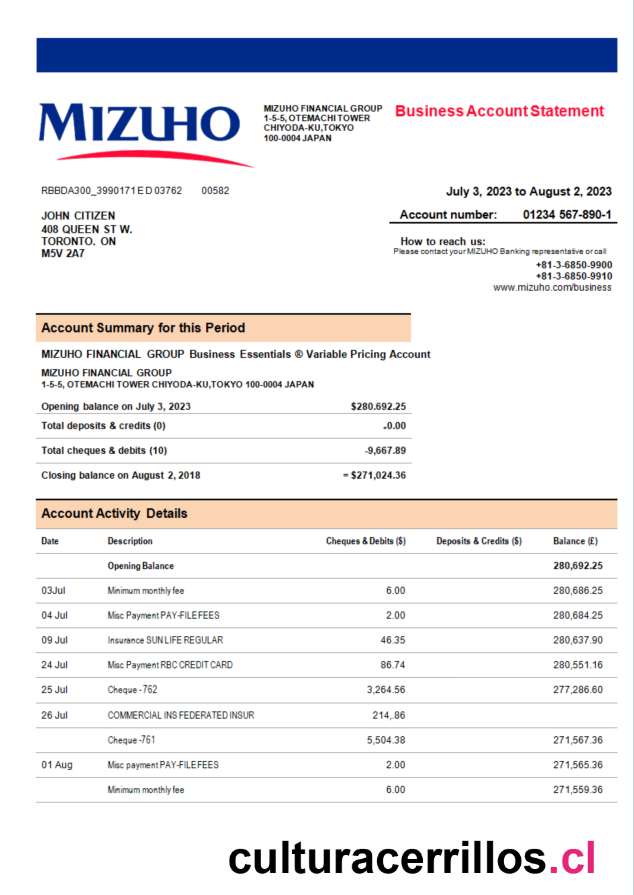 MIZUHO
MIZUHO FINANCIAL GROUP
1-5-5, OTEMACHI TOWER
CHIYODA-KU,TOKYO
100-0004 JAPAN
Business Account Statement
RBBDA300_3990171 E D 03762 00582
July 3, 2023 to August 2, 2023
JOHN CITIZEN
408 QUEEN ST W.
TORONTO. ON
M5V 2A7
Account number: 01234 567-890-1
How to reach us:
Please contact your MIZUHO Banking representative or call
+81-3-6850-9900
+81-3-6850-9910
www.mizuho.com/business
Account Summary for this Period
MIZUHO FINANCIAL GROUP Business Essentials ® Variable Pricing Account
MIZUHO FINANCIAL GROUP
1-5-5, OTEMACHI TOWER CHIYODA-KU,TOKYO 100-0004 JAPAN
Opening balance on July 3, 2023 $280.692.25
Total deposits & credits (0) -0.00
Total cheques & debits (10) -9,667.89
Closing balance on August 2, 2018 = $271,024.36
Account Activity Details
Date Description Cheques & Debits ($) Deposits & Credits ($) Balance (£)
Opening Balance 280,692.25
03Jul Minimum monthly fee 6.00 280,686.25
04 Jul Misc Payment PAY-FILE FEES 2.00 280,684.25
09 Jul Insurance SUN LIFE REGULAR 46.35 280,637.90
24 Jul Misc Payment RBC CREDIT CARD 86.74 280,551.16
25 Jul Cheque - 762 3,264.56 277,286.60
26 Jul COMMERCIAL INS FEDERATED INSUR 214,.86
Cheque -761 5,504.38 271,567.36
01 Aug Misc payment PAY-FILE FEES 2.00 271,565.36
Minimum monthly fee 6.00 271,559.36
culturacerrillos.cl